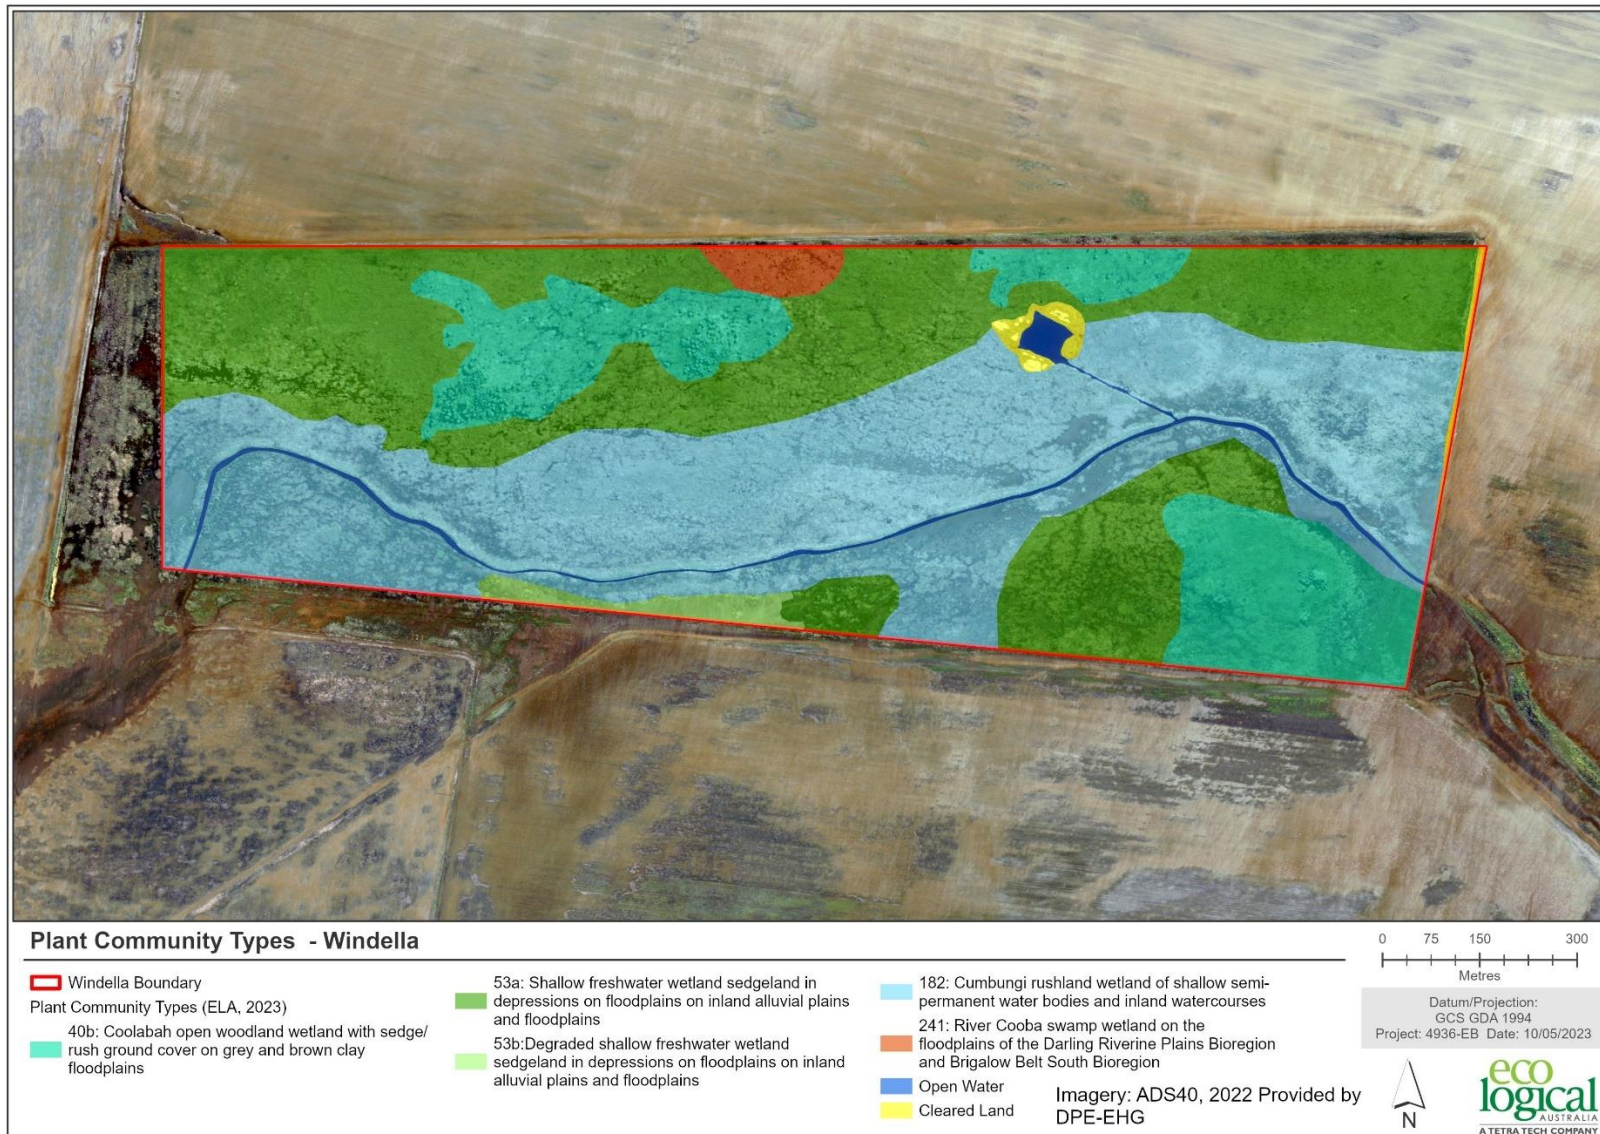 Plant Community Types - Windella
Windella Boundary
Plant Community Types (ELA, 2023)
40b: Coolabah open woodland wetland with sedge/
rush ground cover on grey and brown clay
floodplains
53a: Shallow freshwater wetland sedgeland in
depressions on floodplains on inland alluvial plains
and floodplains
53b:Degraded shallow freshwater wetland
sedgeland in depressions on floodplains on inland
alluvial plains and floodplains
182: Cumbungi rushland wetland of shallow semi-
permanent water bodies and inland watercourses
241: River Cooba swamp wetland on the
floodplains of the Darling Riverine Plains Bioregion
and Brigalow Belt South Bioregion
Open Water
Cleared Land
Imagery: ADS40, 2022 Provided by
DPE-EHG
0 75 150 300
Metres
Datum/Projection:
GCS GDA 1994
Project: 4936-EB Date: 10/05/2023
N
eco
logical
AUSTRALIA
A TETRA TECH COMPANY